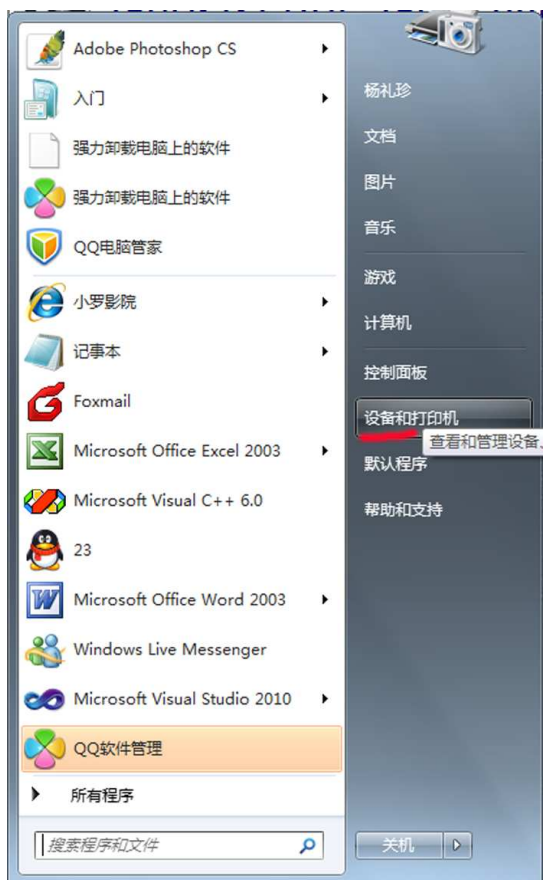 Adobe Photoshop CS
入门
强力卸载电脑上的软件
强力卸载电脑上的软件
QQ电脑管家
小罗影院
记事本
Foxmail
Microsoft Office Excel 2003
Microsoft Visual C++ 6.0
23
Microsoft Office Word 2003
Windows Live Messenger
Microsoft Visual Studio 2010
QQ软件管理
所有程序
搜索程序和文件
杨礼珍
文档
图片
音乐
游戏
计算机
控制面板
设备和打印机
查看和管理设备
默认程序
帮助和支持
关机